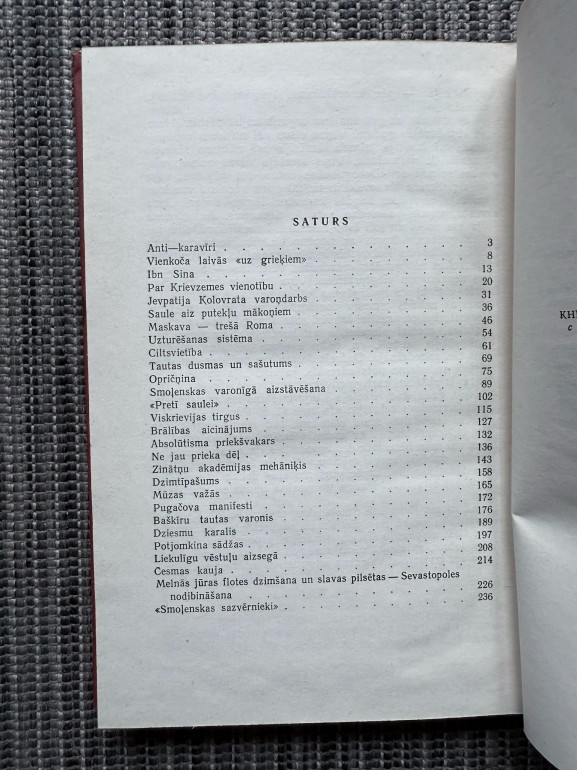 SATURS
Anti—karavīri . . . . . . . . . . . . . 3
Vienkoča laivās «uz grieķiem» . . . . . . . . 8
Ibn Sina . . . . . . . . . . . . . 13
Par Krievzemes vienotību . . . . . . . . . 20
Jevpatija Kolovrata varoņdarbs . . . . . . . . 31
Saule aiz putekļu mākoņiem . . . . . . . . 36
Maskava — trešā Roma . . . . . . . . . . 46
Uzturēšanas sistēma . . . . . . . . . . 54
Ciltsvietība . . . . . . . . . . . . 61
Tautas dusmas un sašutums . . . . . . . . 69
Opričņina . . . . . . . . . . . . 75
Smoļenskas varonīgā aizstāvēšana . . . . . . . 89
«Pretī saulei» . . . . . . . . . . . 102
Viskrievijas tirgus . . . . . . . . . . 115
Brālības aicinājums . . . . . . . . . . 127
Absolūtisma priekšvakars . . . . . . . . . 132
Ne jau prieka dēļ . . . . . . . . . . 136
Zinātņu akadēmijas mehāniķis . . . . . . . . 143
Dzimtīpašums . . . . . . . . . . . 158
Mūzas važās . . . . . . . . . . . . 165
Pugačova manifesti . . . . . . . . . . 172
Baškīru tautas varonis . . . . . . . . . 176
Dziesmu karalis . . . . . . . . . . . 189
Potjomkina sādžas . . . . . . . . . . . 197
Liekulīgu vēstuļu aizsegā . . . . . . . . . 208
Česmas kauja . . . . . . . . . . . . 214
Melnās jūras flotes dzimšana un slavas pilsētas — Sevastopoles
nodibināšana . . . . . . . . . . . 226
«Smoļenskas sazvērnieki» . . . . . . . . . 236
с